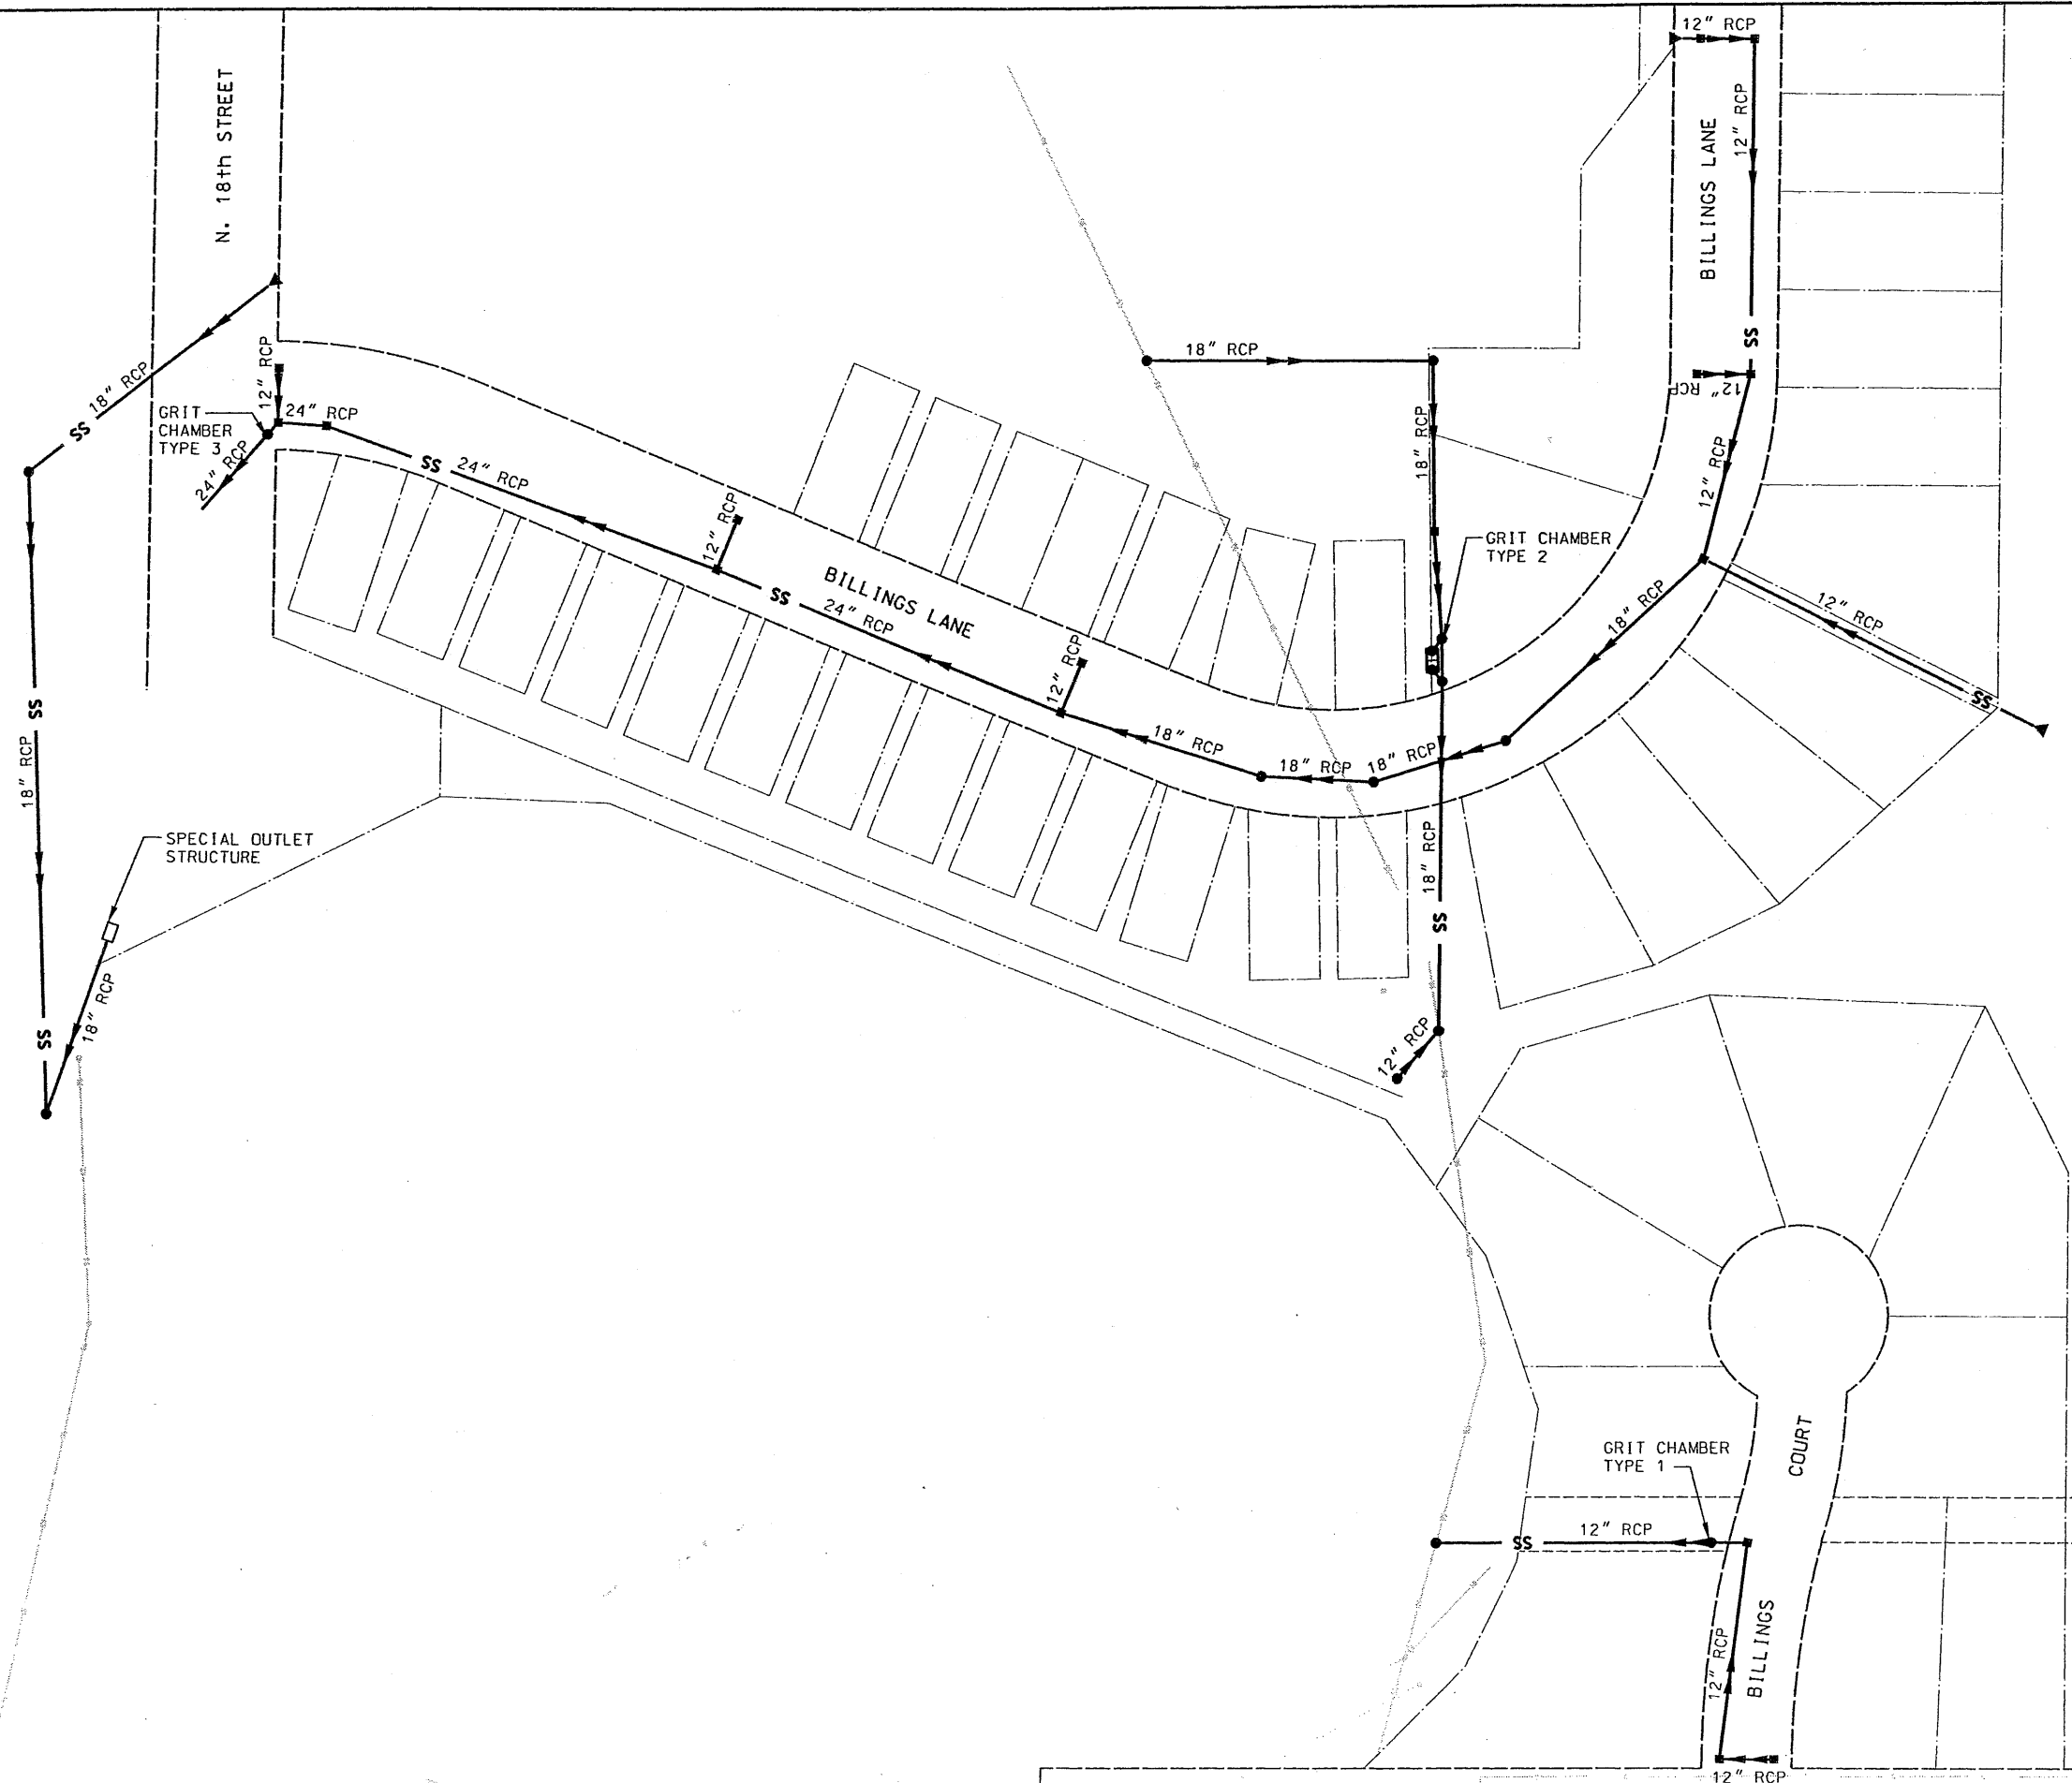 12" RCP
N. 18th STREET
12" RCP
BILLINGS LANE
SS
12" RCP
18" RCP
12" RCP
18" RCP
SS
GRIT
CHAMBER
TYPE 3
24" RCP
24" RCP
SS
24" RCP
18" RCP
12" RCP
12" RCP
GRIT CHAMBER
TYPE 2
BILLINGS LANE
SS
24" RCP
18" RCP
12" RCP
SS
12" RCP
18" RCP
18" RCP
18" RCP
SS
18" RCP
SPECIAL OUTLET
STRUCTURE
18" RCP
SS
18" RCP
SS
12" RCP
COURT
GRIT CHAMBER
TYPE 1
SS
12" RCP
BILLINGS
12" RCP
12" RCP